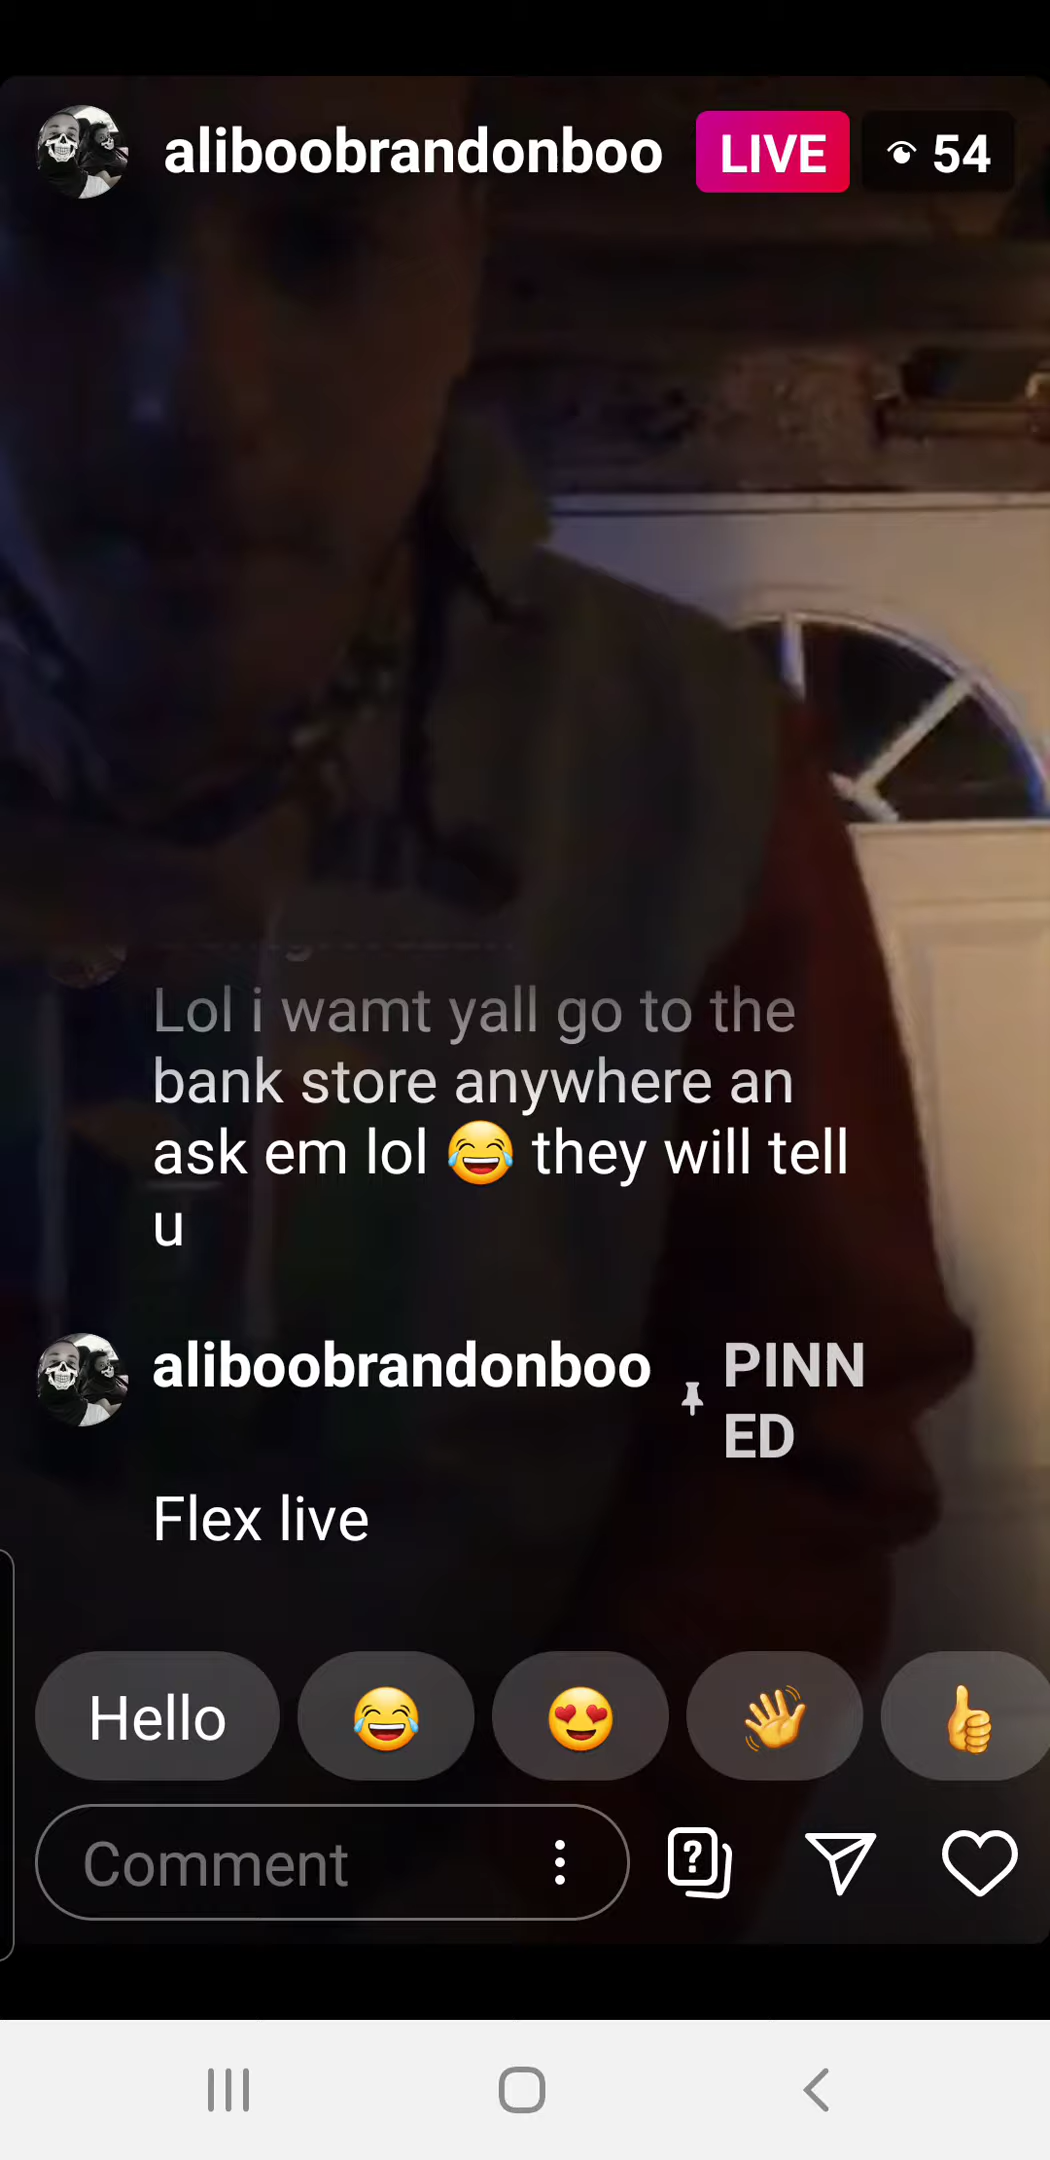 aliboobrandonboo LIVE 54
Lol i wamt yall go to the
bank store anywhere an
ask em lol 😂 they will tell
u
aliboobrandonboo PINN
ED
Flex live
Hello 😂 😍 👋 👍
Comment ?